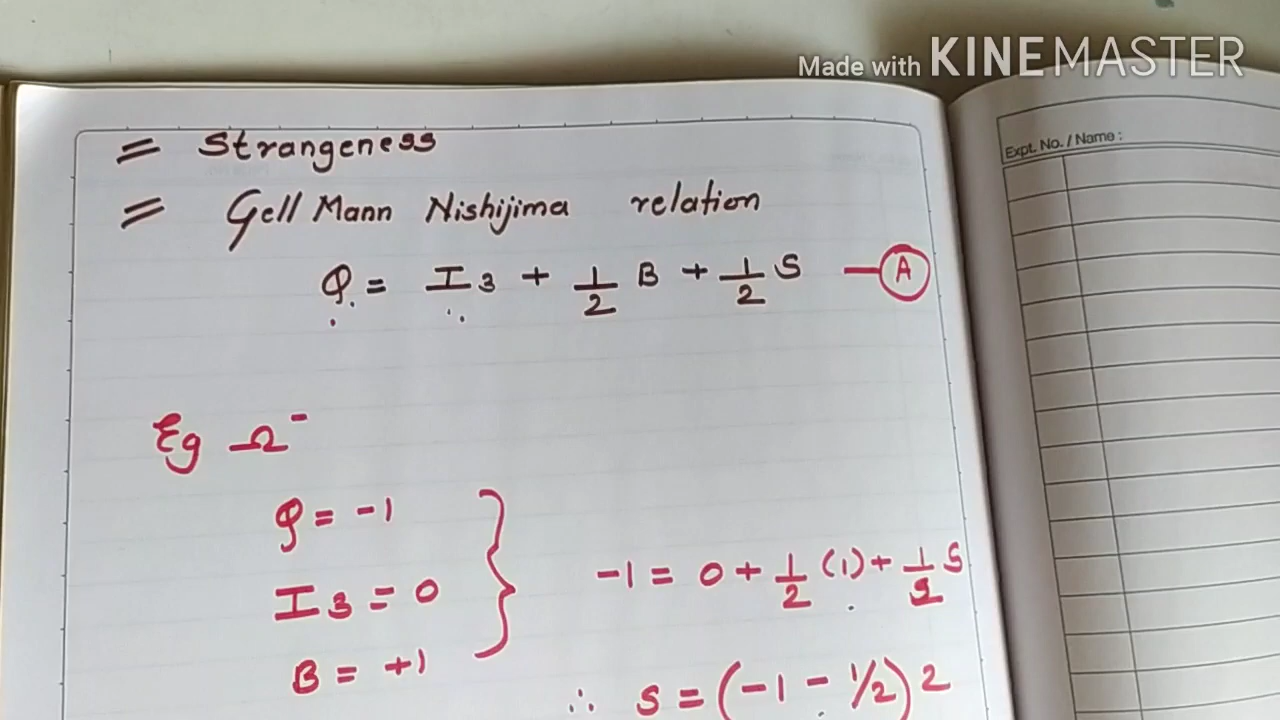 Made with KINEMASTER
Expt. No. / Name :
= Strangeness
= Gell Mann Nishijima relation
Q = I3 + 1/2 B + 1/2 S — A
Eg Ω⁻
Q = -1
I3 = 0
B = +1
-1 = 0 + 1/2 (1) + 1/2 S
∴ S = (-1 - 1/2) 2